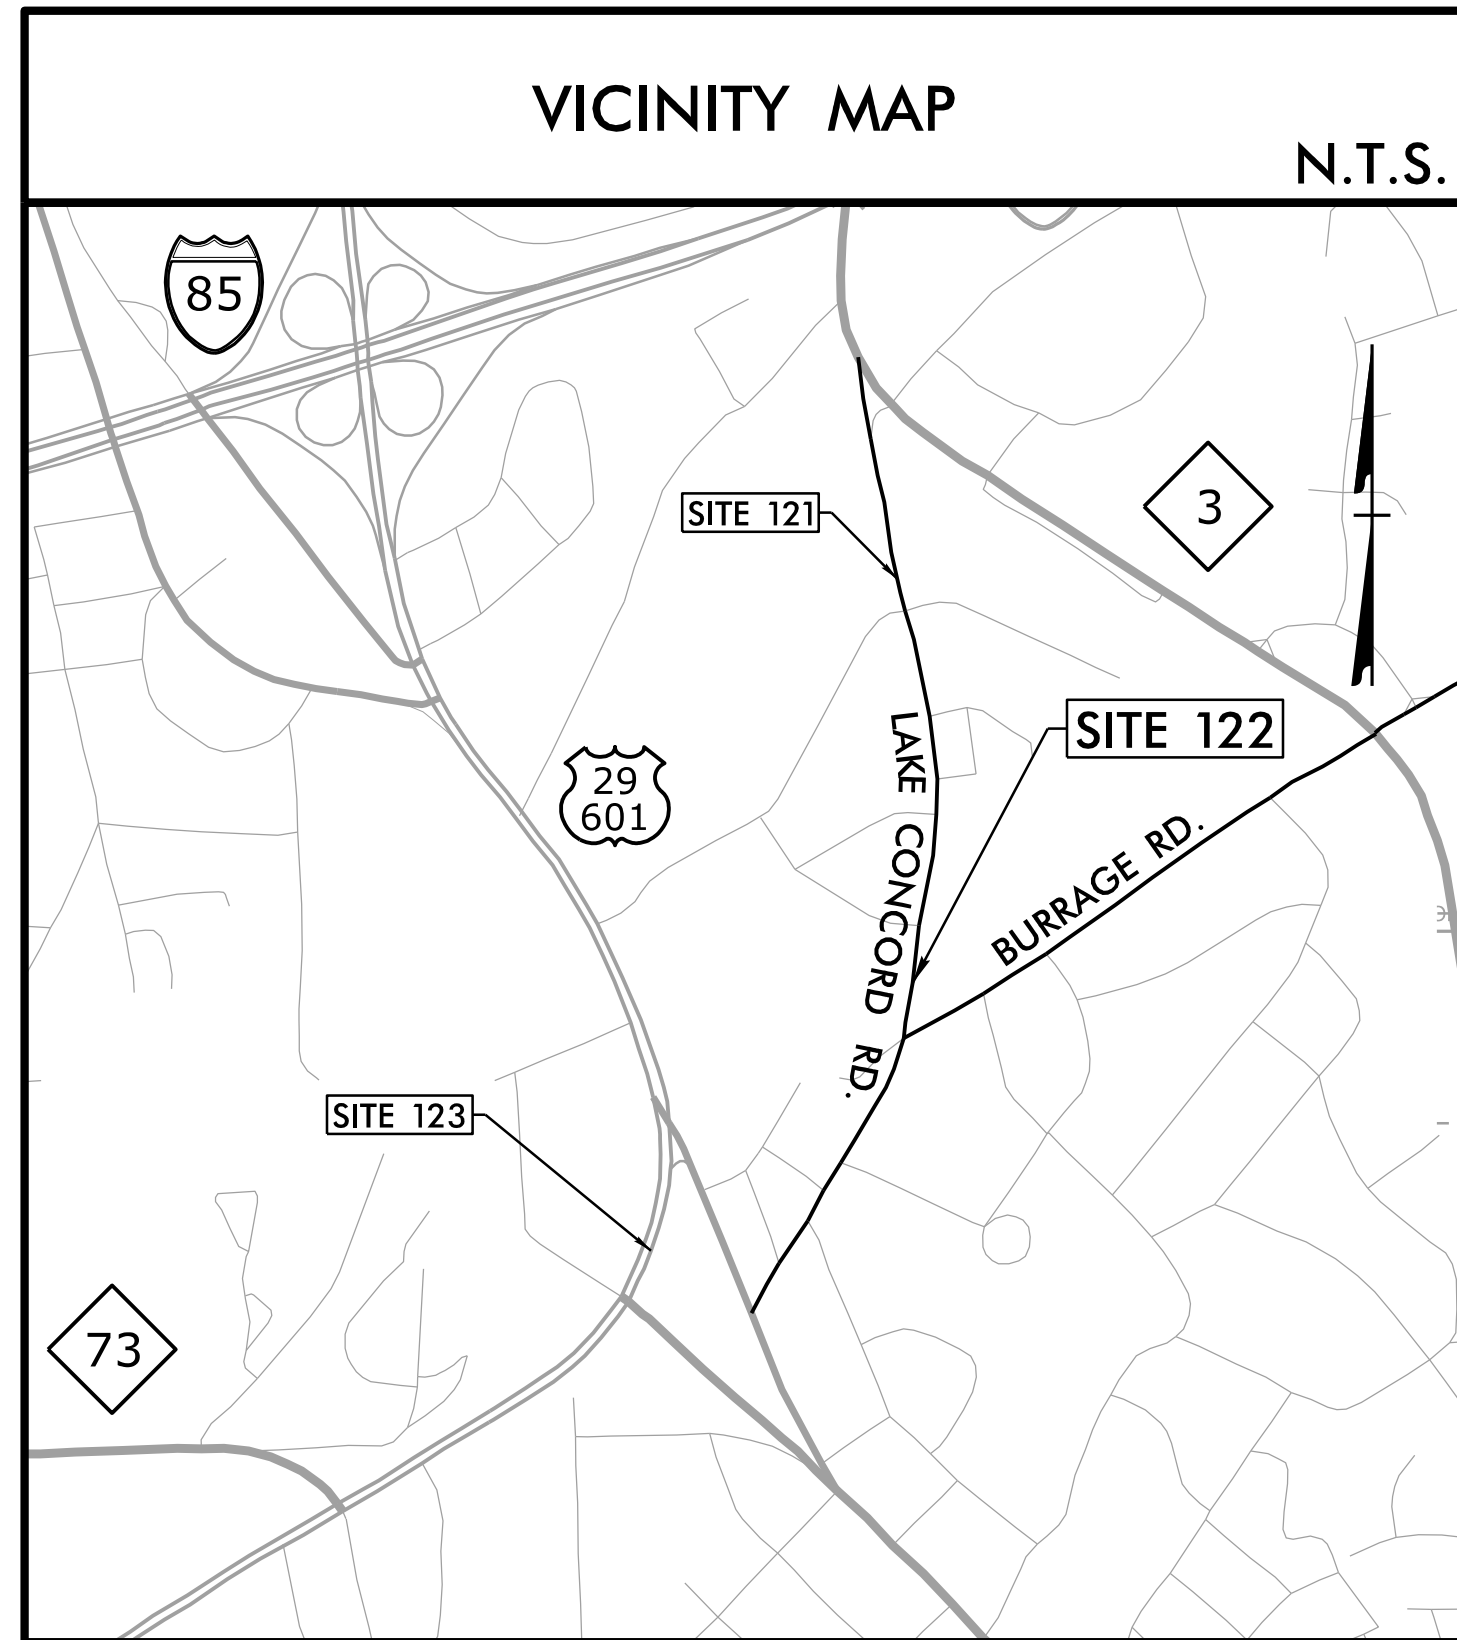 VICINITY MAP
N.T.S.
85
3
SITE 121
SITE 122
LAKE CONCORD RD.
29
601
BURRAGE RD.
SITE 123
73